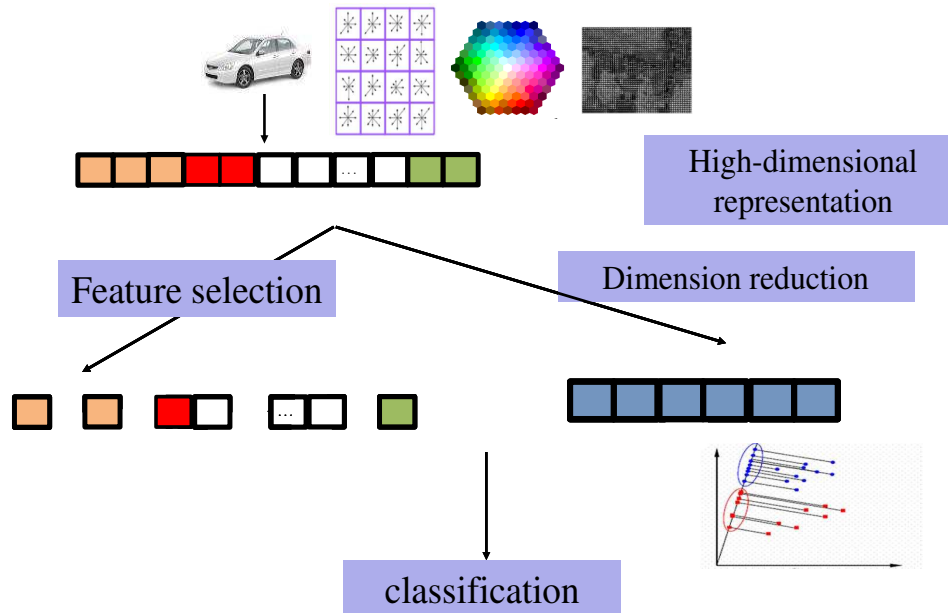 ...
High-dimensional
representation
Feature selection
Dimension reduction
...
classification